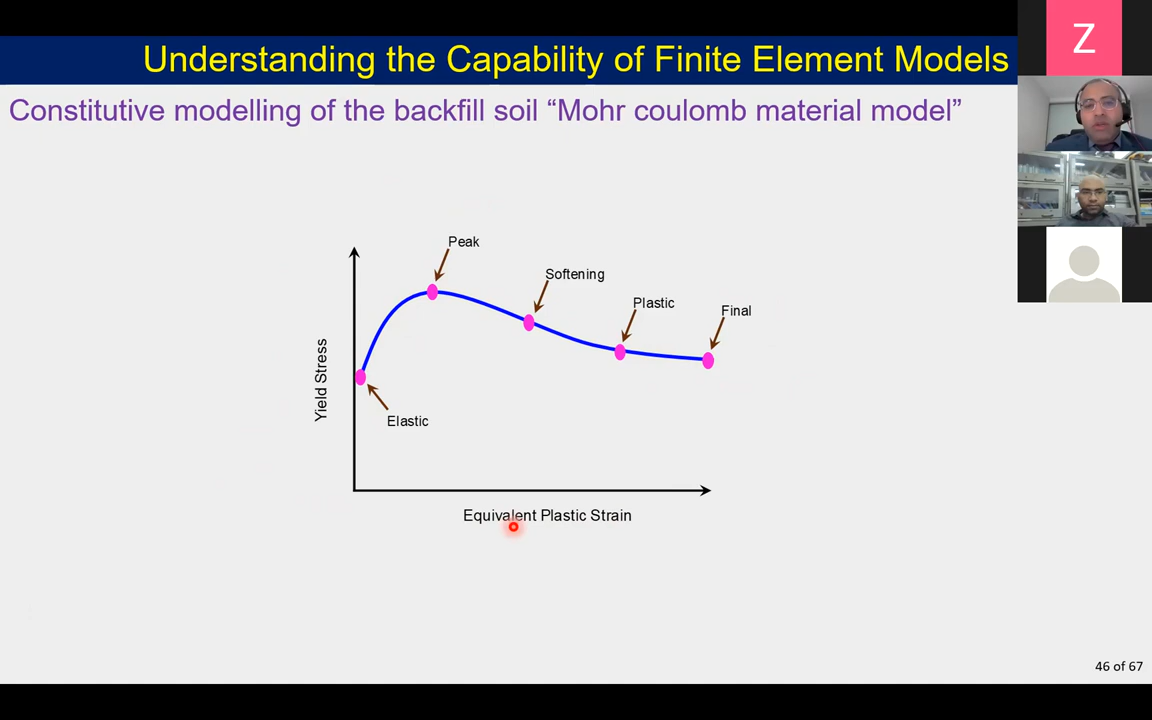 Understanding the Capability of Finite Element Models
Z
Constitutive modelling of the backfill soil “Mohr coulomb material model”
Peak
Softening
Plastic
Final
Yield Stress
Elastic
Equivalent Plastic Strain
46 of 67